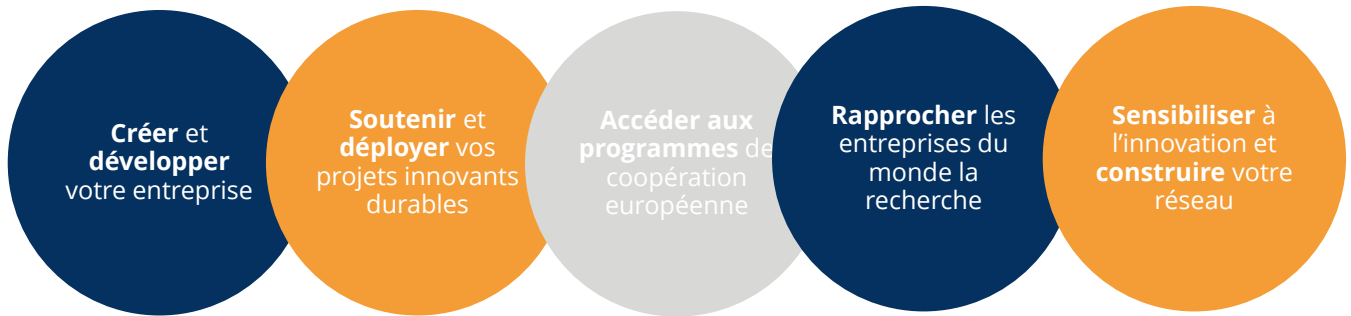 Créer et
développer
votre entreprise
Soutenir et
déployer vos
projets innovants
durables
Accéder aux
programmes de
coopération
européenne
Rapprocher les
entreprises du
monde la
recherche
Sensibiliser à
l'innovation et
construire votre
réseau